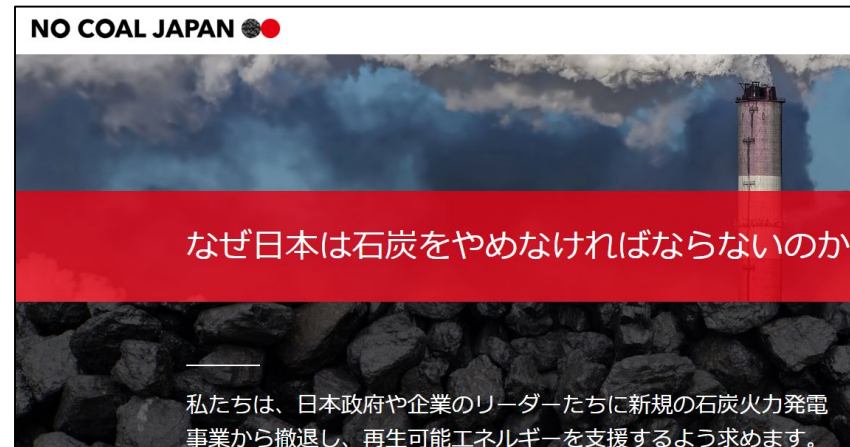 NO COAL JAPAN
なぜ日本は石炭をやめなければならないのか
私たちは、日本政府や企業のリーダーたちに新規の石炭火力発電
事業から撤退し、再生可能エネルギーを支援するよう求めます。